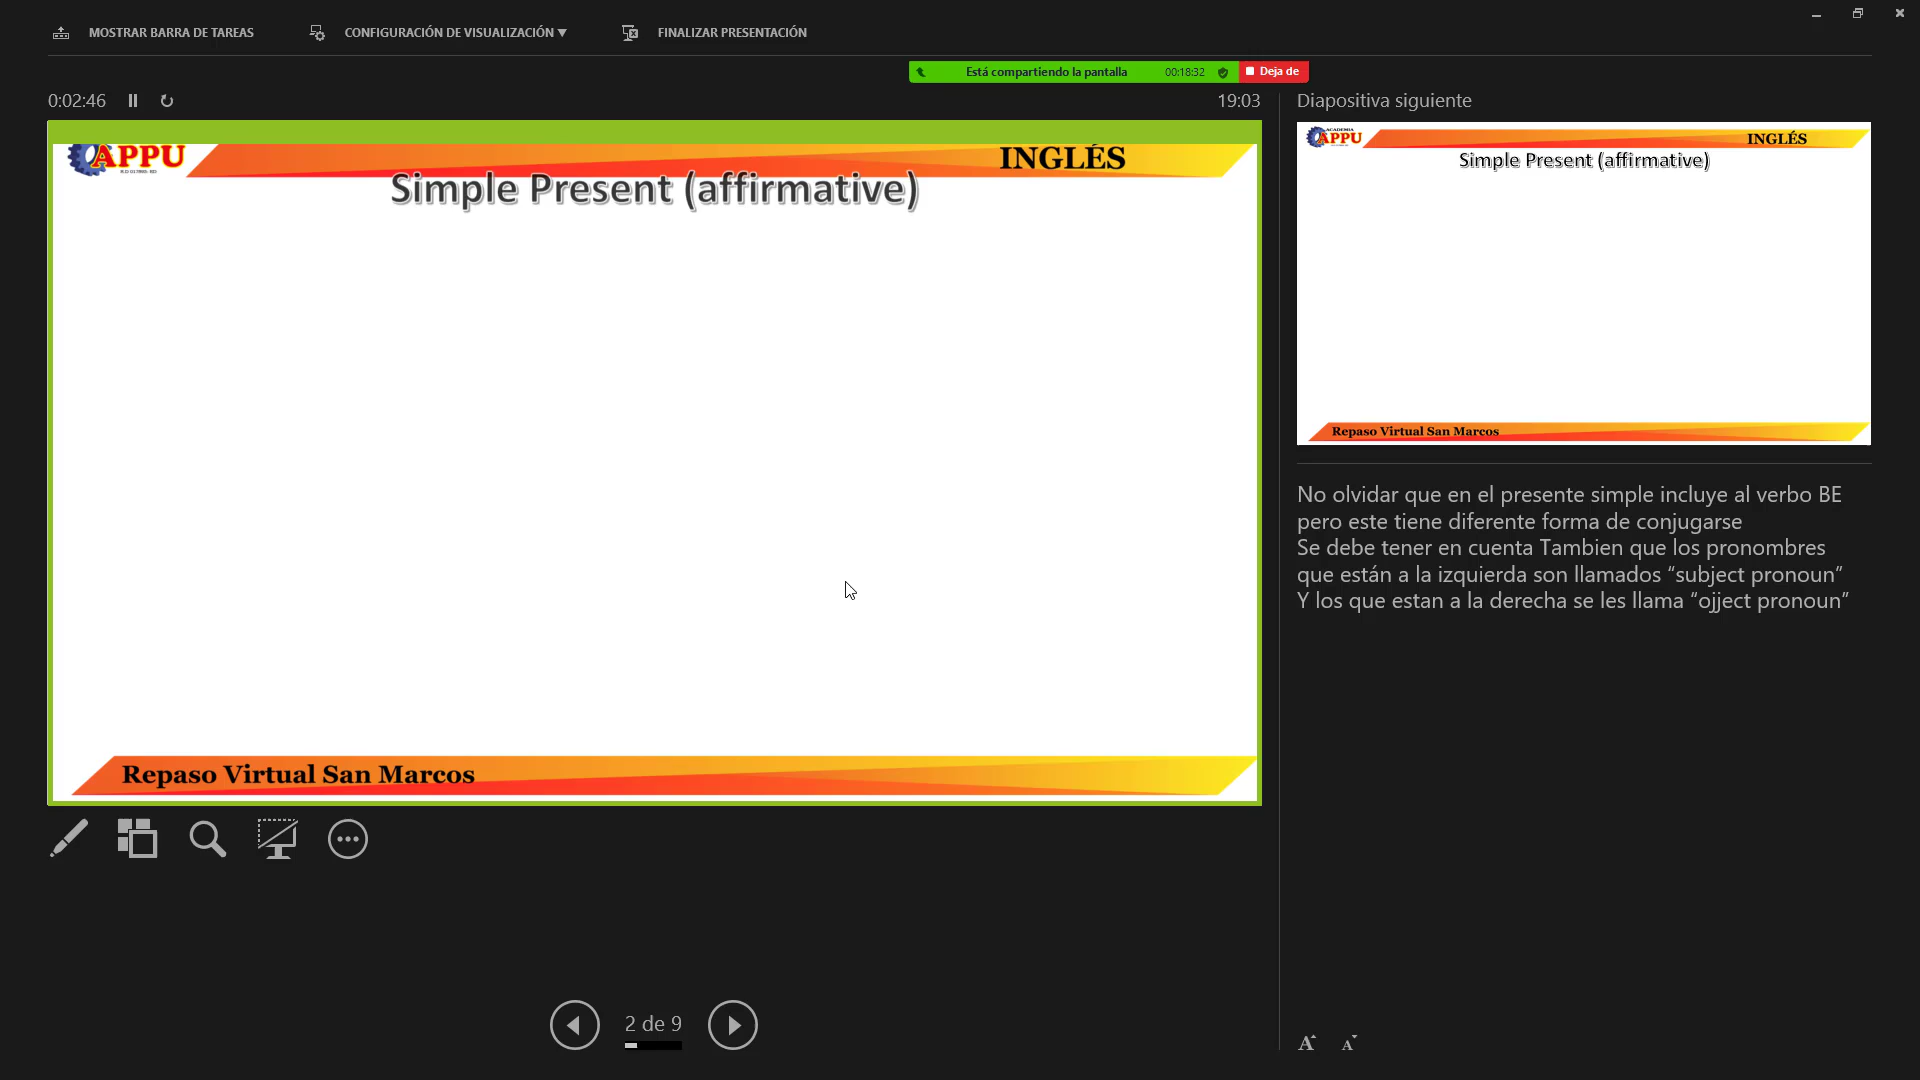 MOSTRAR BARRA DE TAREAS
CONFIGURACIÓN DE VISUALIZACIÓN ▼
FINALIZAR PRESENTACIÓN
Está compartiendo la pantalla
00:18:32
Deja de
0:02:46
19:03
Diapositiva siguiente
APPU
INGLÉS
Simple Present (affirmative)
Repaso Virtual San Marcos
ACADEMIA
APPU
INGLÉS
Simple Present (affirmative)
Repaso Virtual San Marcos
No olvidar que en el presente simple incluye al verbo BE
pero este tiene diferente forma de conjugarse
Se debe tener en cuenta Tambien que los pronombres
que están a la izquierda son llamados “subject pronoun”
Y los que estan a la derecha se les llama “ojject pronoun”
2 de 9
A A